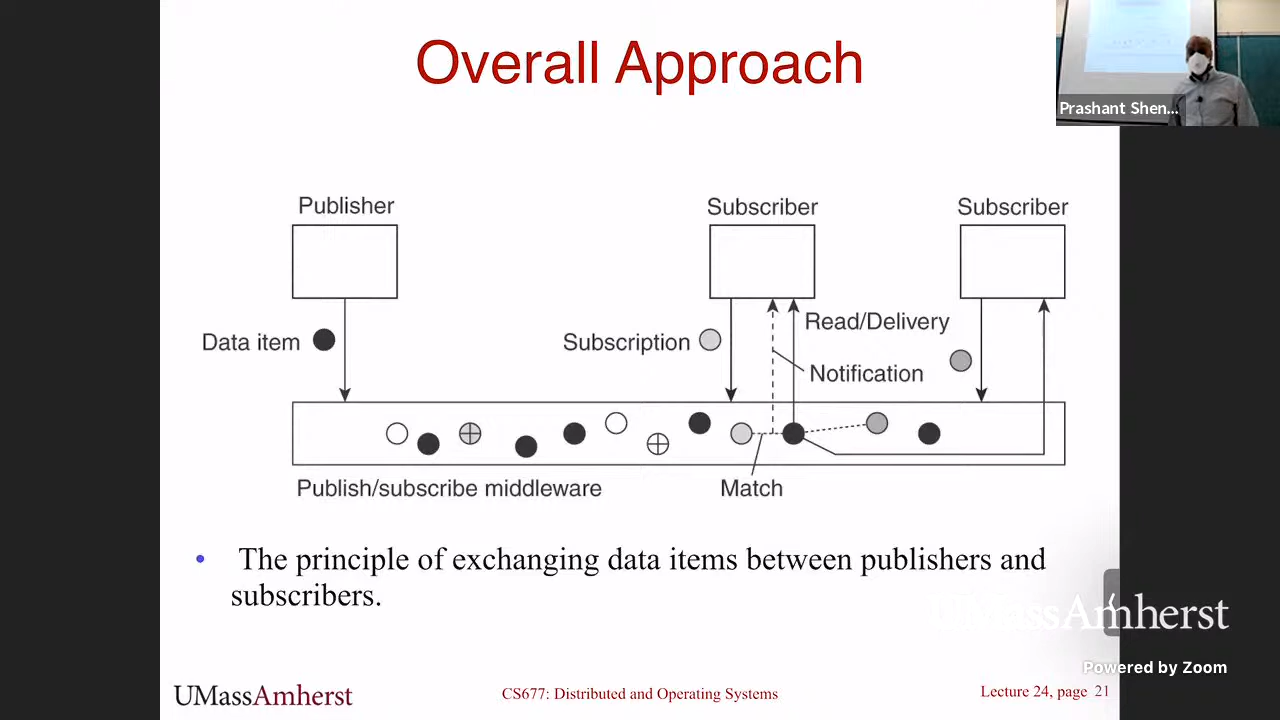 Overall Approach
Prashant Shen...
Publisher
Subscriber
Subscriber
Data item
Subscription
Read/Delivery
Notification
Publish/subscribe middleware
Match
• The principle of exchanging data items between publishers and
subscribers.
UMassAmherst
Powered by Zoom
UMassAmherst
CS677: Distributed and Operating Systems
Lecture 24, page 21